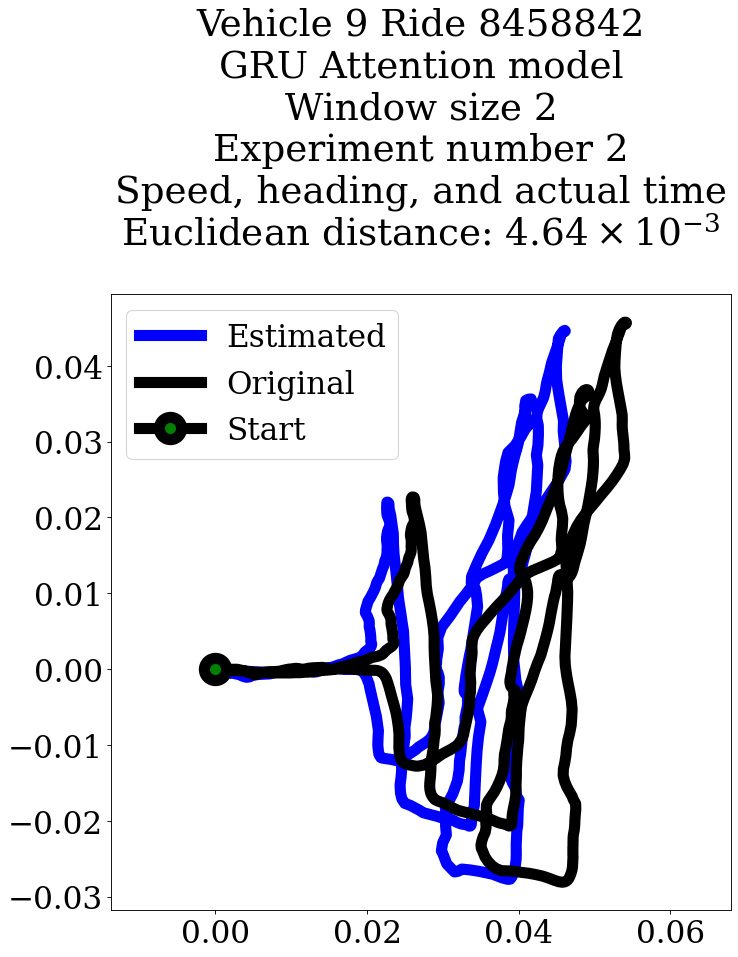 Vehicle 9 Ride 8458842
GRU Attention model
Window size 2
Experiment number 2
Speed, heading, and actual time
Euclidean distance: 4.64 × 10⁻³
Estimated
Original
Start
0.04
0.03
0.02
0.01
0.00
−0.01
−0.02
−0.03
0.00 0.02 0.04 0.06